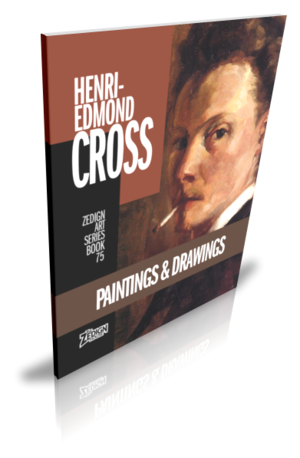 HENRI-
EDMOND
CROSS
ZEDIGN
ART
SERIES
BOOK
75
PAINTINGS & DRAWINGS
ZEDIGN